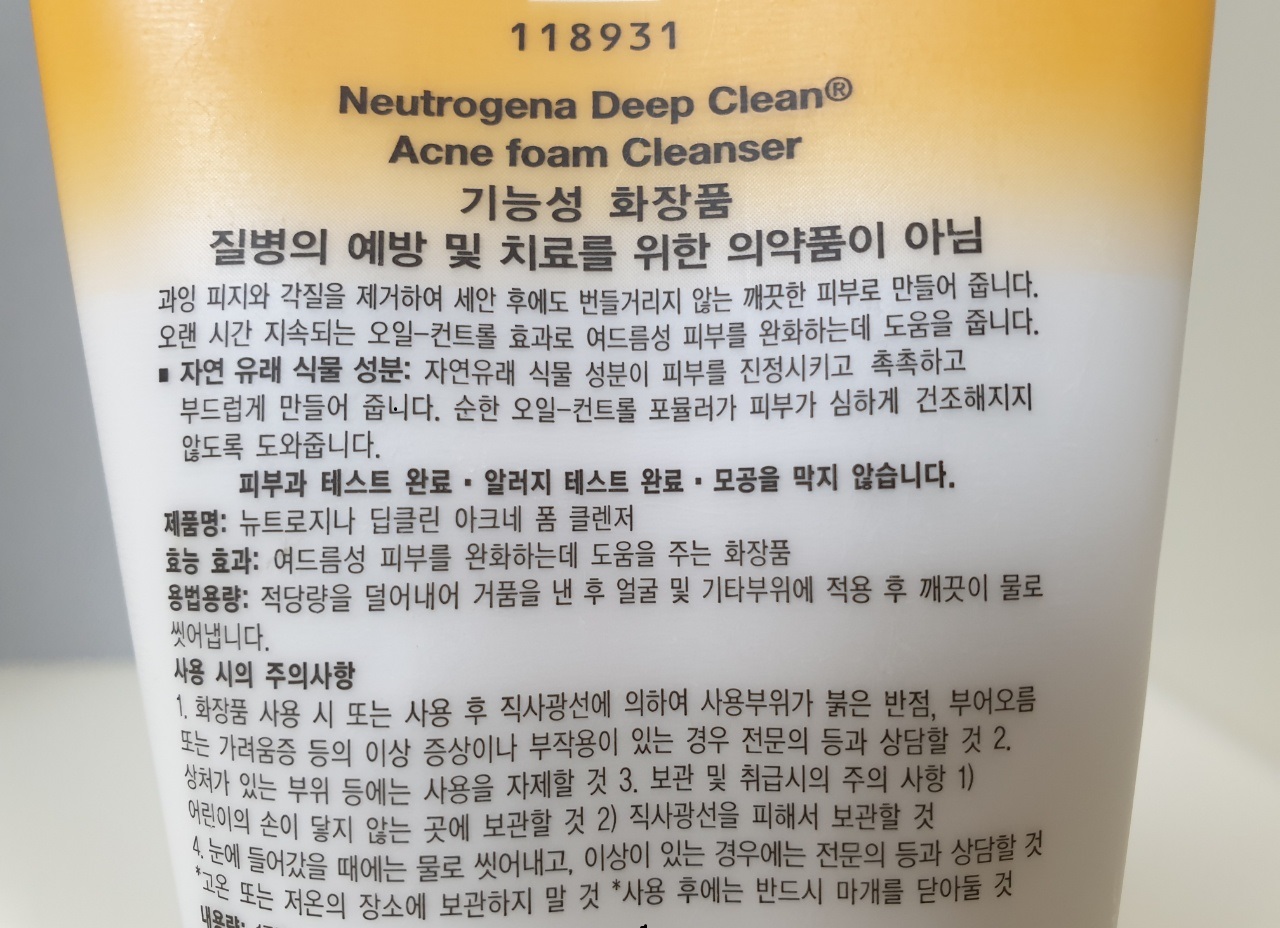 118931
Neutrogena Deep Clean®
Acne foam Cleanser
기능성 화장품
질병의 예방 및 치료를 위한 의약품이 아님
과잉 피지와 각질을 제거하여 세안 후에도 번들거리지 않는 깨끗한 피부로 만들어 줍니다.
오랜 시간 지속되는 오일-컨트롤 효과로 여드름성 피부를 완화하는데 도움을 줍니다.
▪ 자연 유래 식물 성분: 자연유래 식물 성분이 피부를 진정시키고 촉촉하고
부드럽게 만들어 줍니다. 순한 오일-컨트롤 포뮬러가 피부가 심하게 건조해지지
않도록 도와줍니다.
피부과 테스트 완료 ▪ 알러지 테스트 완료 ▪ 모공을 막지 않습니다.
제품명: 뉴트로지나 딥클린 아크네 폼 클렌저
효능 효과: 여드름성 피부를 완화하는데 도움을 주는 화장품
용법용량: 적당량을 덜어내어 거품을 낸 후 얼굴 및 기타부위에 적용 후 깨끗이 물로
씻어냅니다.
사용 시의 주의사항
1. 화장품 사용 시 또는 사용 후 직사광선에 의하여 사용부위가 붉은 반점, 부어오름
또는 가려움증 등의 이상 증상이나 부작용이 있는 경우 전문의 등과 상담할 것 2.
상처가 있는 부위 등에는 사용을 자제할 것 3. 보관 및 취급시의 주의 사항 1)
어린이의 손이 닿지 않는 곳에 보관할 것 2) 직사광선을 피해서 보관할 것
4. 눈에 들어갔을 때에는 물로 씻어내고, 이상이 있는 경우에는 전문의 등과 상담할 것
*고온 또는 저온의 장소에 보관하지 말 것 *사용 후에는 반드시 마개를 닫아둘 것
내용량: